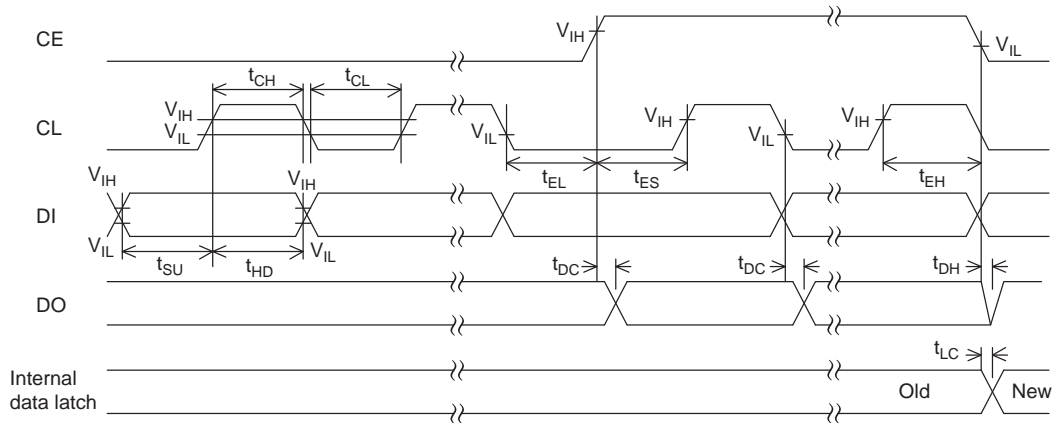 CE
V_IH
V_IL
t_CH
t_CL
CL
V_IH
V_IL
V_IL
V_IH
V_IL
V_IH
t_EL
t_ES
t_EH
DI
V_IH
V_IH
V_IL
V_IL
t_SU
t_HD
t_DC
t_DC
t_DH
DO
t_LC
Internal
data latch
Old
New